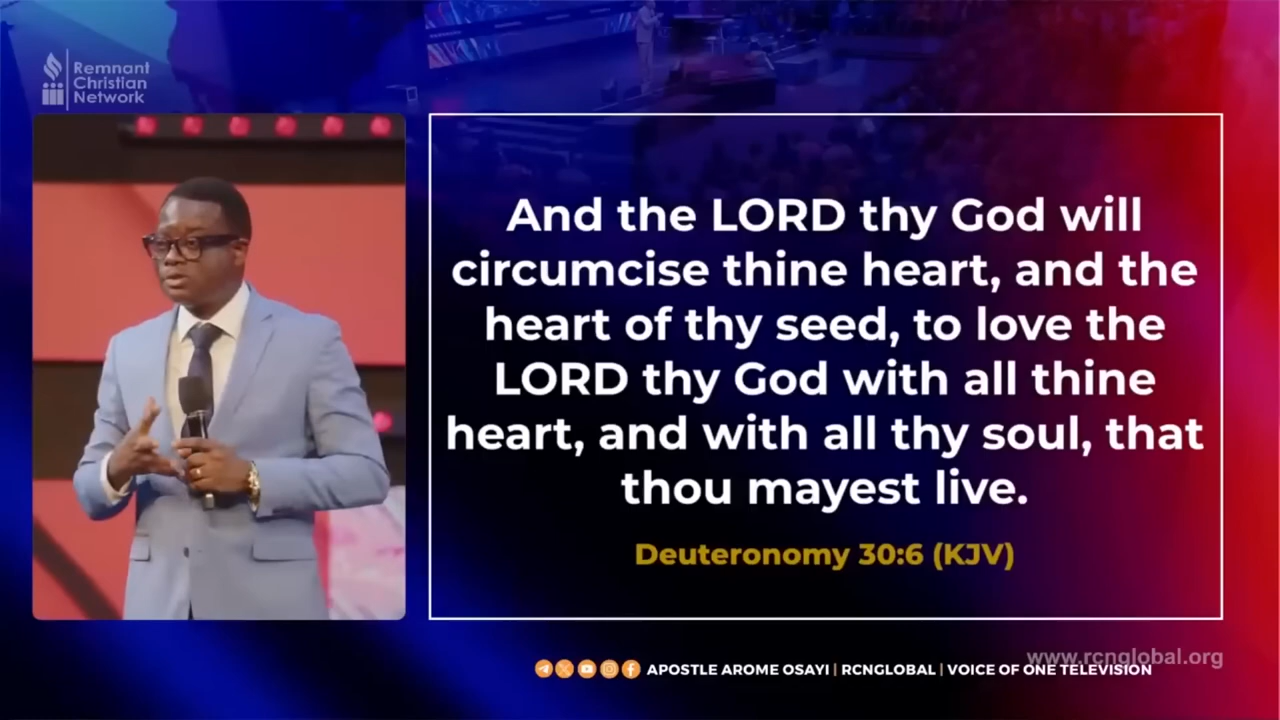 Remnant
Christian
Network
And the LORD thy God will
circumcise thine heart, and the
heart of thy seed, to love the
LORD thy God with all thine
heart, and with all thy soul, that
thou mayest live.
Deuteronomy 30:6 (KJV)
www.rcnglobal.org
APOSTLE AROME OSAYI | RCNGLOBAL | VOICE OF ONE TELEVISION